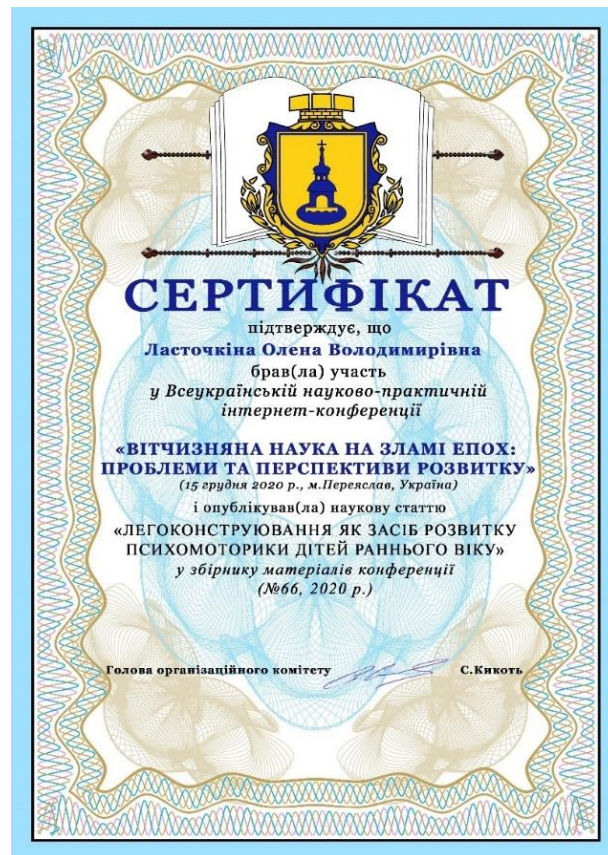 СЕРТИФІКАТ
підтверджує, що
Ласточкіна Олена Володимирівна
брав(ла) участь
у Всеукраїнській науково-практичній
інтернет-конференції
«ВІТЧИЗНЯНА НАУКА НА ЗЛАМІ ЕПОХ:
ПРОБЛЕМИ ТА ПЕРСПЕКТИВИ РОЗВИТКУ»
(15 грудня 2020 р., м.Переяслав, Україна)
і опублікував(ла) наукову статтю
«ЛЕГОКОНСТРУЮВАННЯ ЯК ЗАСІБ РОЗВИТКУ
ПСИХОМОТОРИКИ ДІТЕЙ РАННЬОГО ВІКУ»
у збірнику матеріалів конференції
(№66, 2020 р.)
Голова організаційного комітету С.Кикоть